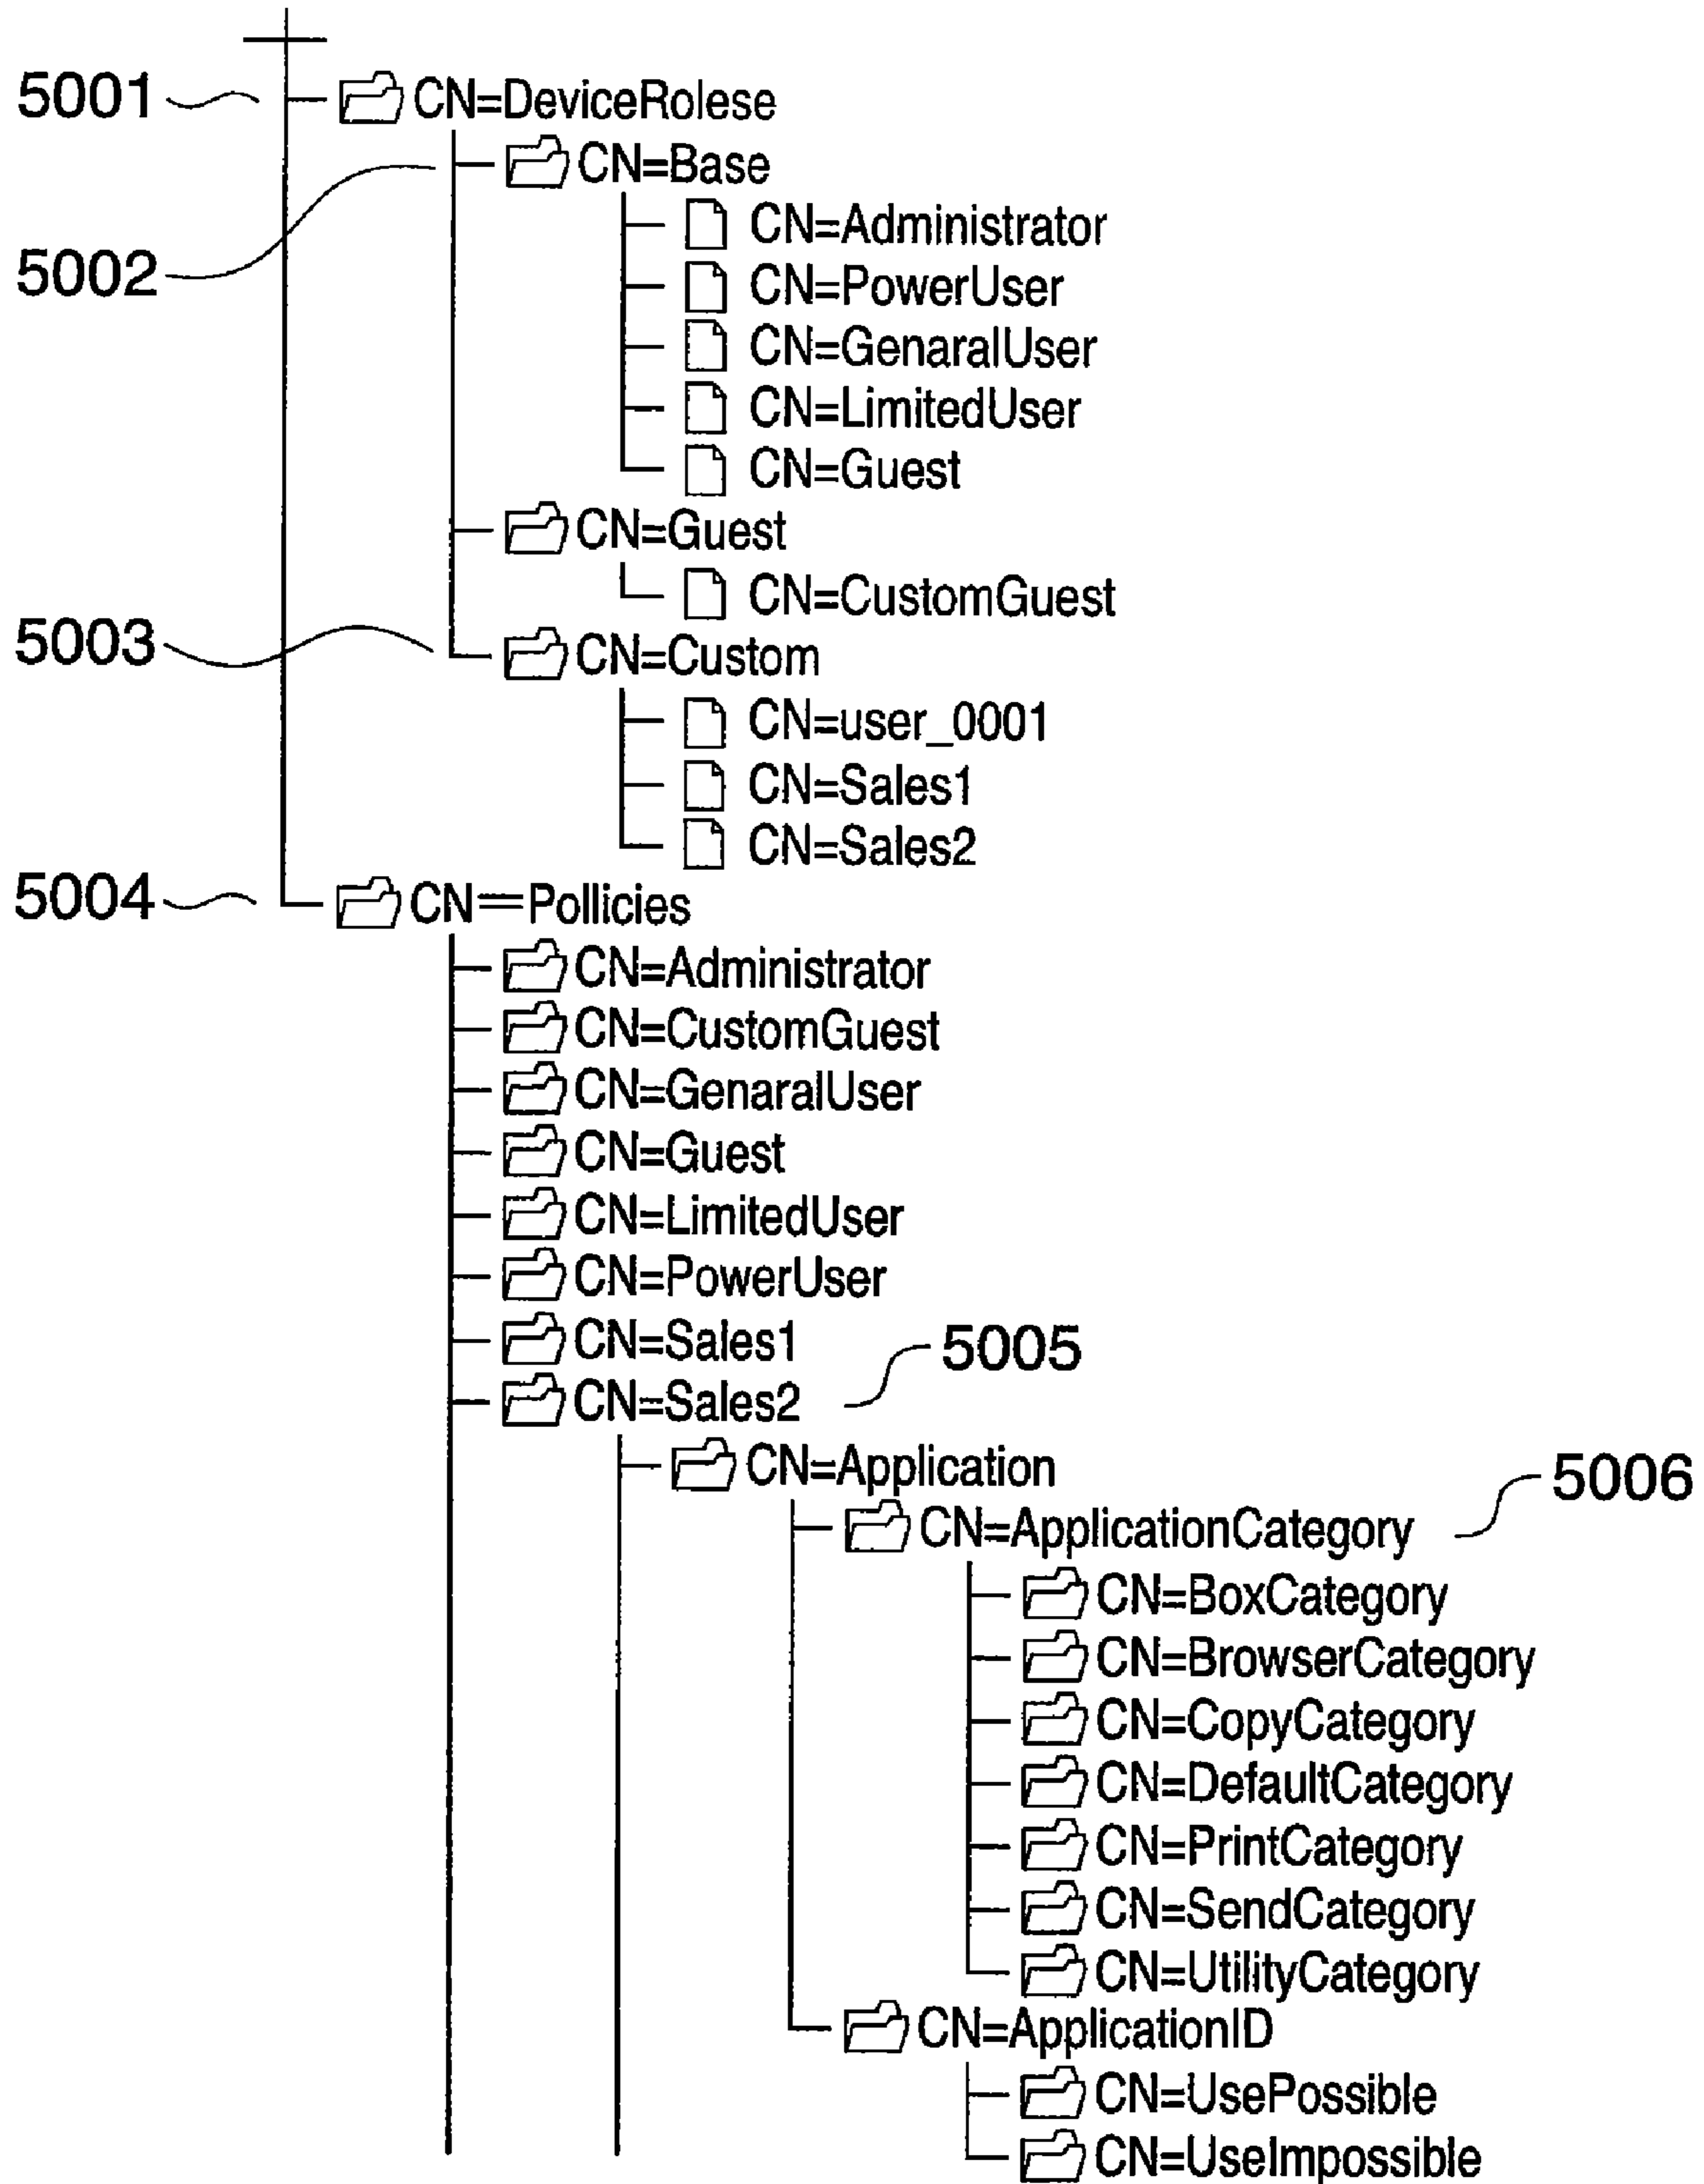 5001 CN=DeviceRolese
CN=Base
5002
CN=Administrator
CN=PowerUser
CN=GenaralUser
CN=LimitedUser
CN=Guest
CN=Guest
CN=CustomGuest
5003 CN=Custom
CN=user_0001
CN=Sales1
CN=Sales2
5004 CN=Pollicies
CN=Administrator
CN=CustomGuest
CN=GenaralUser
CN=Guest
CN=LimitedUser
CN=PowerUser
CN=Sales1
CN=Sales2 5005
CN=Application
CN=ApplicationCategory 5006
CN=BoxCategory
CN=BrowserCategory
CN=CopyCategory
CN=DefaultCategory
CN=PrintCategory
CN=SendCategory
CN=UtilityCategory
CN=ApplicationID
CN=UsePossible
CN=UseImpossible